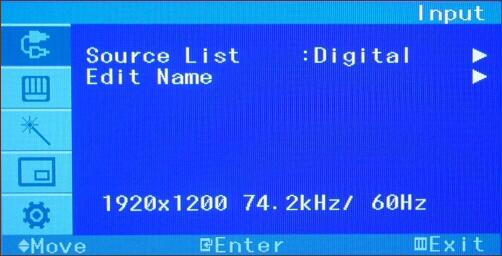 Input
Source List :Digital
Edit Name
1920x1200 74.2kHz/ 60Hz
Move Enter Exit